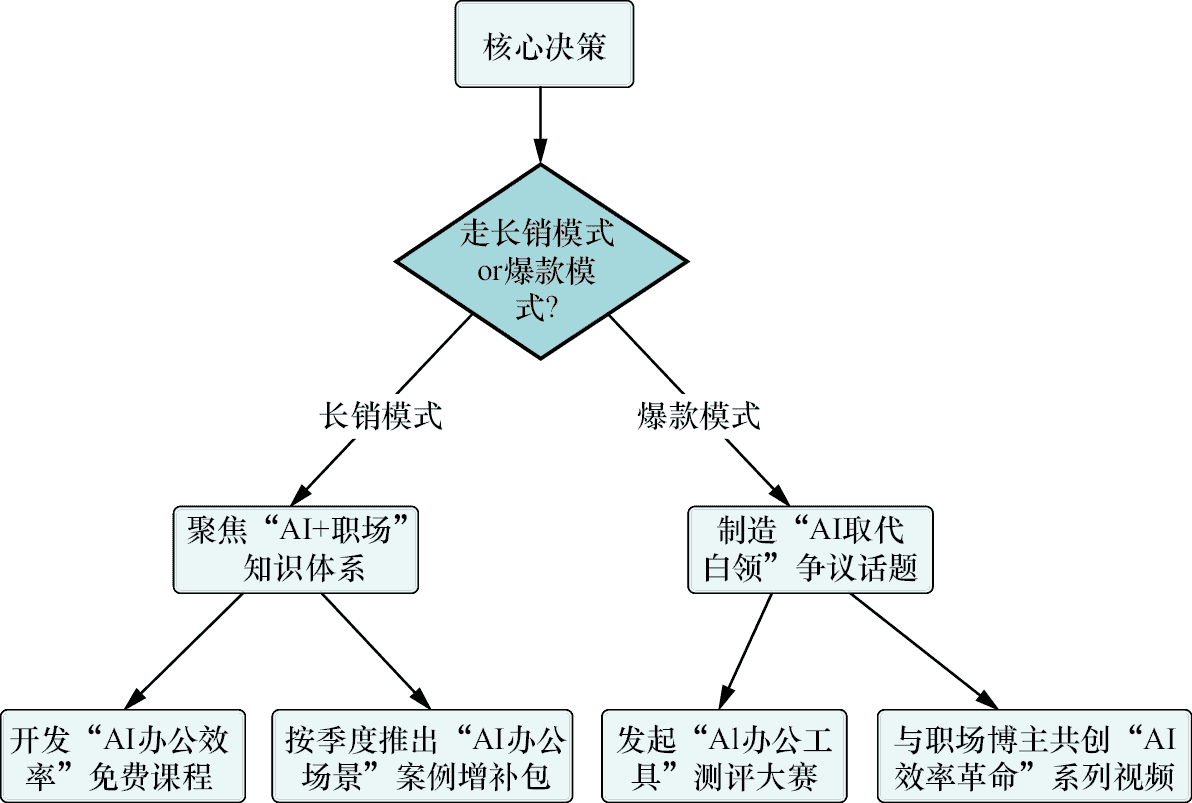 核心决策
走长销模式
or爆款模
式?
长销模式
爆款模式
聚焦“AI+职场”
知识体系
制造“AI取代
白领”争议话题
开发“AI办公效
率”免费课程
按季度推出“AI办公
场景”案例增补包
发起“Al办公工
具”测评大赛
与职场博主共创“AI
效率革命”系列视频